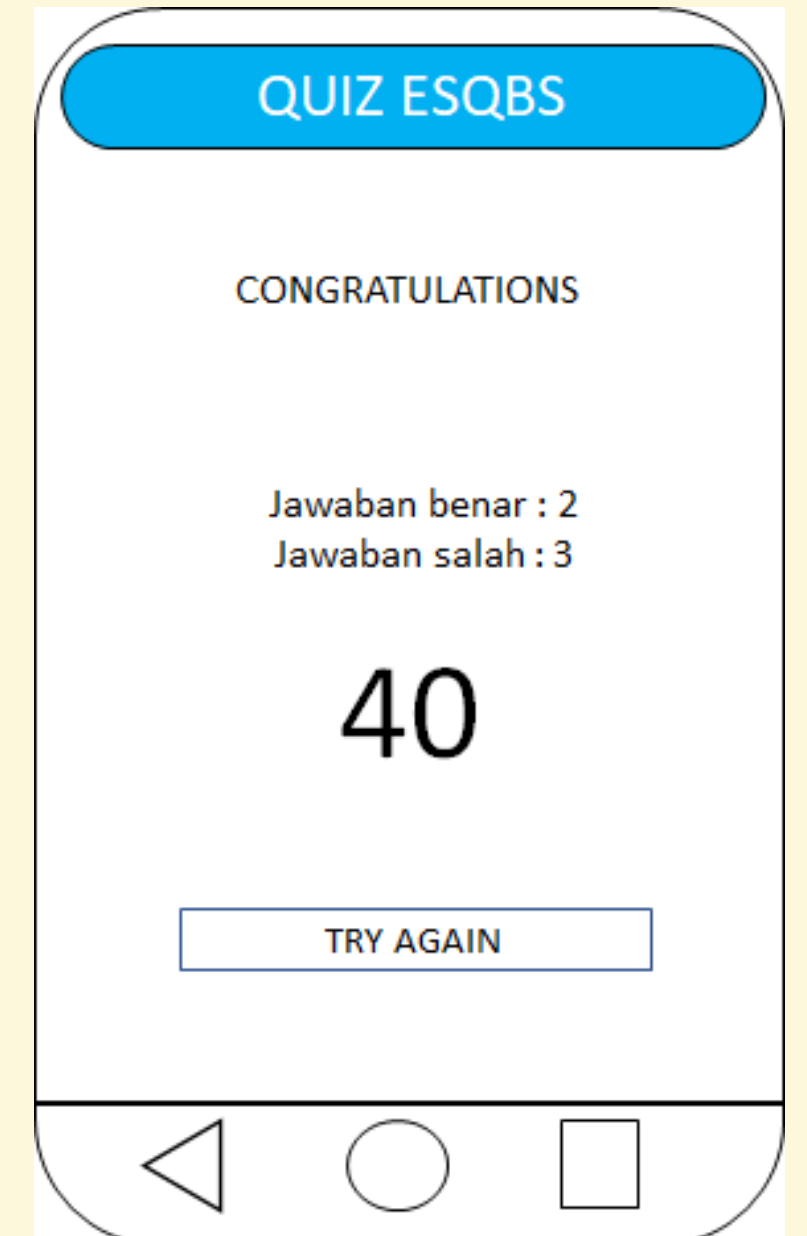 QUIZ ESQBS
CONGRATULATIONS
Jawaban benar : 2
Jawaban salah : 3
40
TRY AGAIN